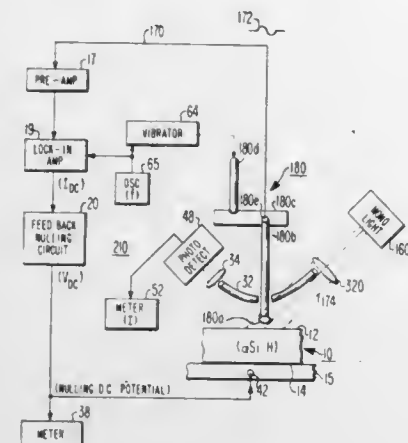 170
172
17
PRE-AMP
64
VIBRATOR
19
LOCK-IN
AMP
65
OSC (f)
180d
180
180e
180c
180b
(I DC)
20
FEED BACK
NULLING
CIRCUIT
210
48
PHOTO
DETECT
34
32
MONO
LIGHT
160
320
174
METER
(I)
52
180a
12
(αSi H)
10
(V DC)
15
14
42
(NULLING D.C POTENTIAL)
38
METER